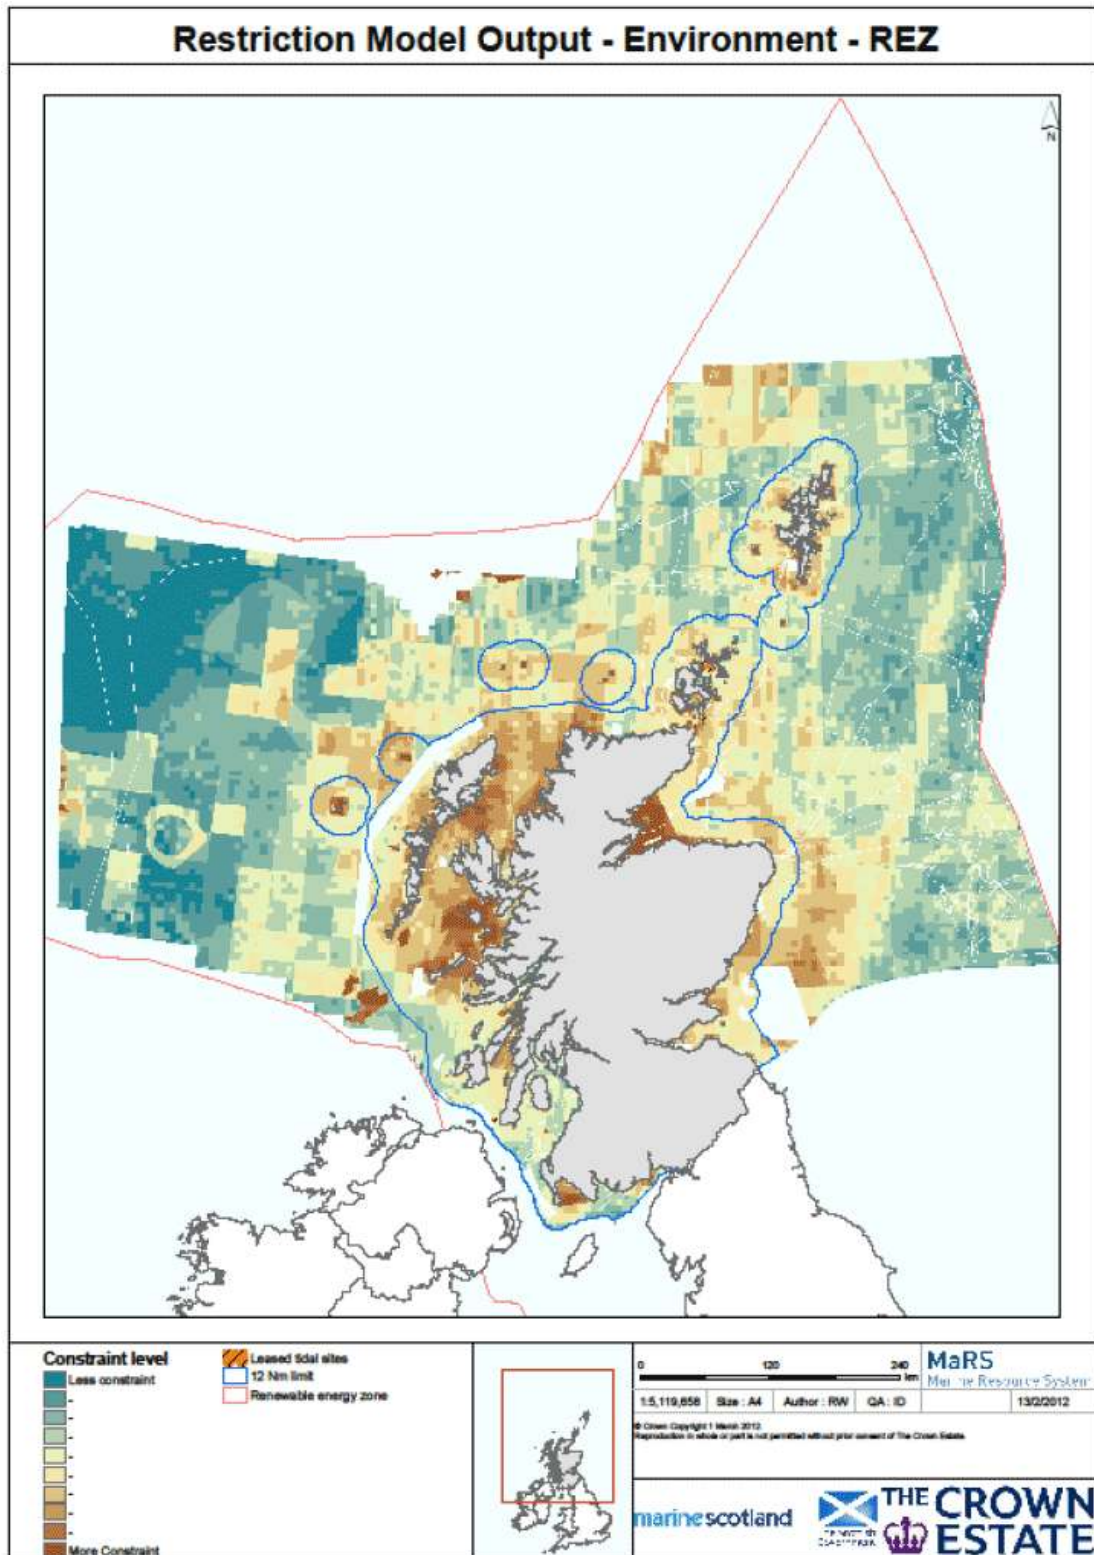 Restriction Model Output - Environment - REZ
N
Constraint level
Less constraint
-
-
-
-
-
-
-
-
More Constraint
Leased tidal sites
12 Nm limit
Renewable energy zone
0 120 240
km
MaRS
Marine Resource System
1:5,119,658 Size : A4 Author : RW QA : ID 13/2/2012
© Crown Copyright 1 March 2012.
Reproduction in whole or part is not permitted without prior consent of The Crown Estate.
marinescotland
THE CROWN
ESTATE